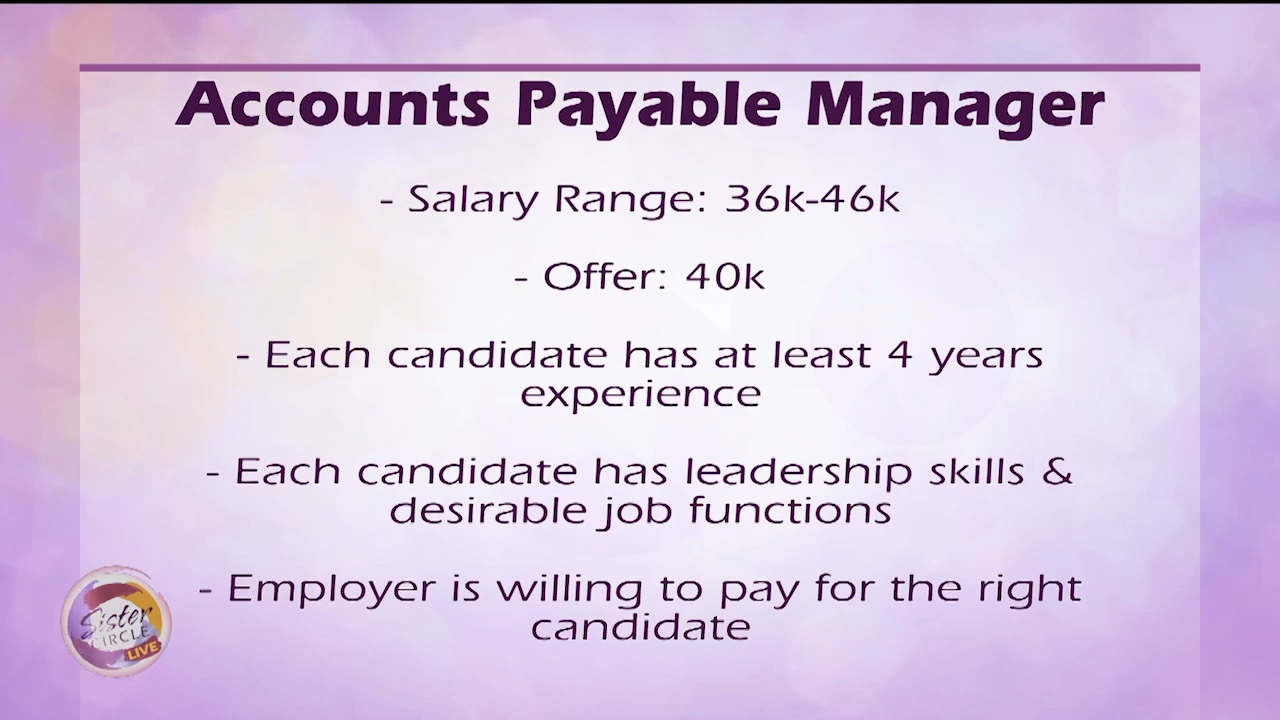 Accounts Payable Manager
- Salary Range: 36k-46k
- Offer: 40k
- Each candidate has at least 4 years
experience
- Each candidate has leadership skills &
desirable job functions
- Employer is willing to pay for the right
candidate
Sister
CIRCLE
LIVE